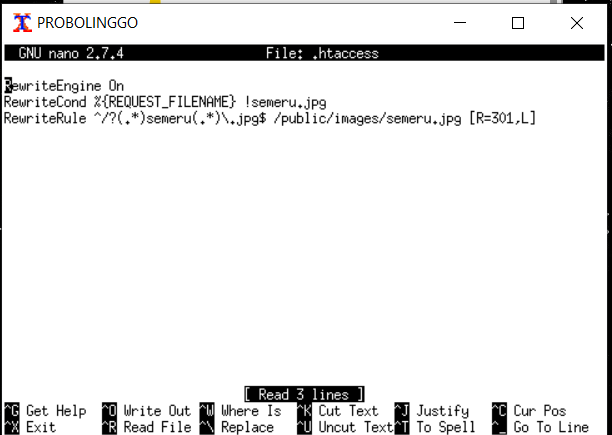 PROBOLINGGO
GNU nano 2.7.4 File: .htaccess
RewriteEngine On
RewriteCond %{REQUEST_FILENAME} !semeru.jpg
RewriteRule ^/?(.*)semeru(.*)\.jpg$ /public/images/semeru.jpg [R=301,L]
[ Read 3 lines ]
^G Get Help ^O Write Out ^W Where Is ^K Cut Text ^J Justify ^C Cur Pos
^X Exit ^R Read File ^\ Replace ^U Uncut Text ^T To Spell ^_ Go To Line